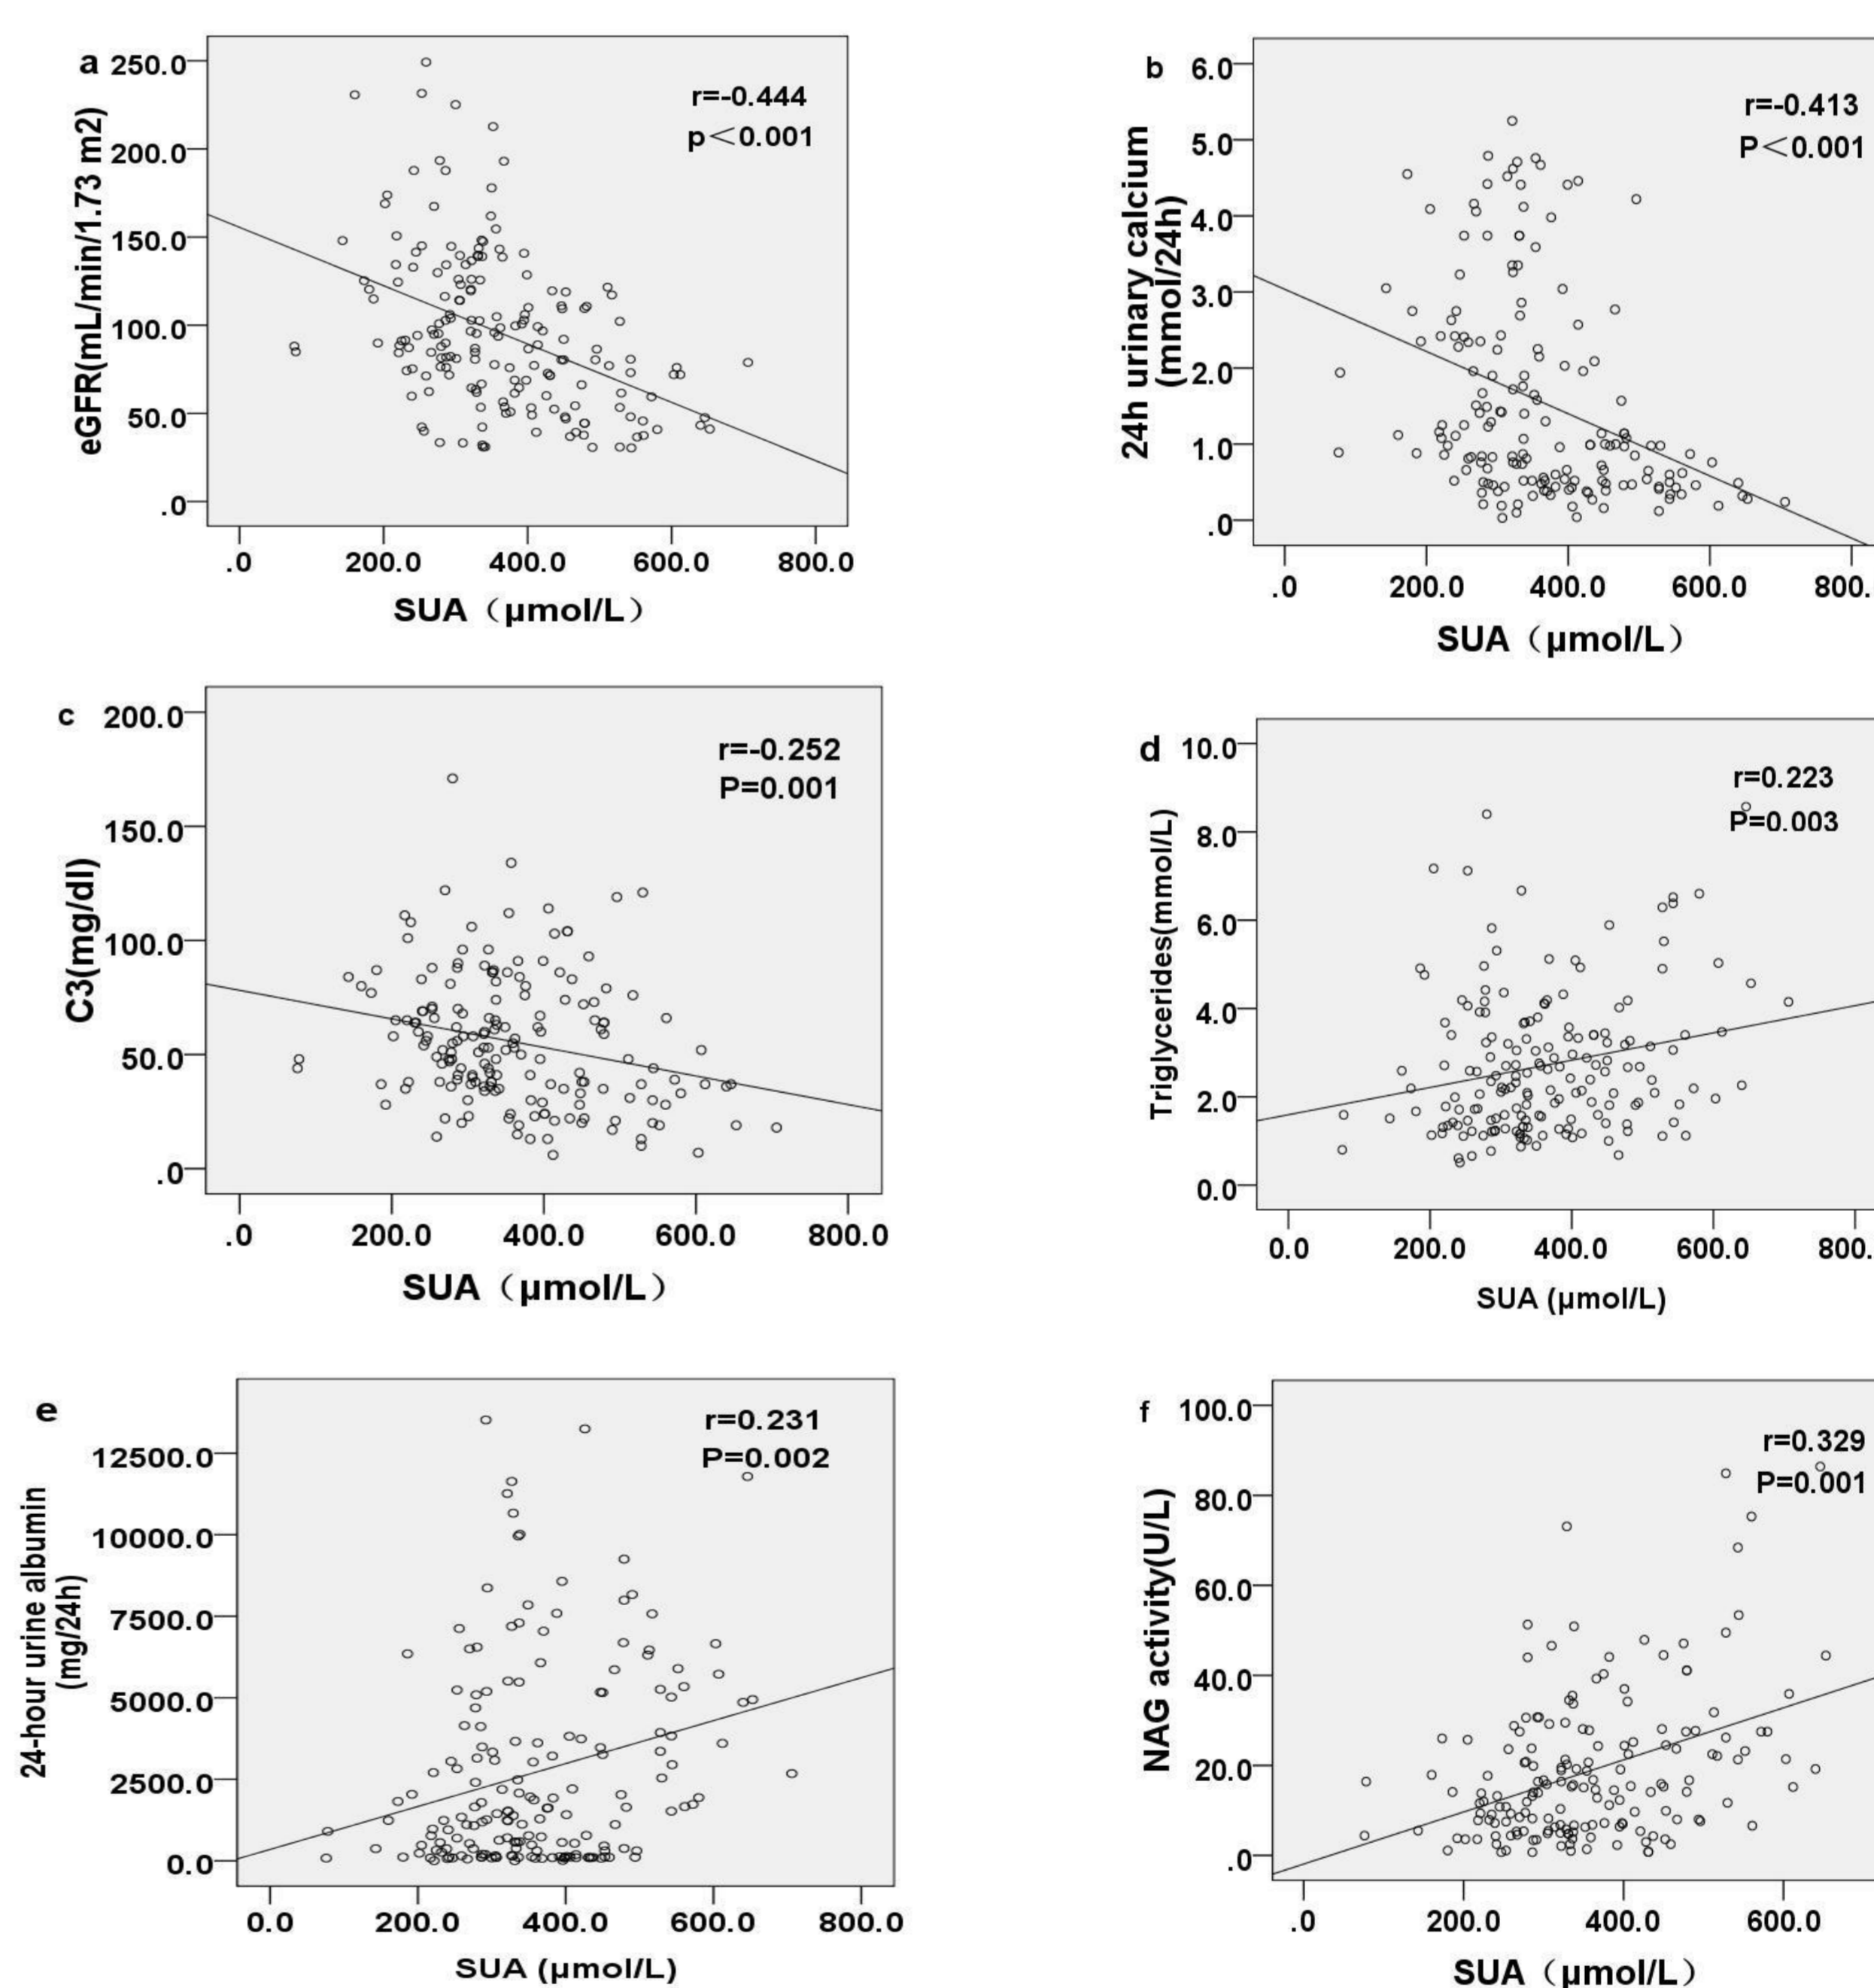 a
250.0
200.0
150.0
100.0
50.0
.0
eGFR(mL/min/1.73 m2)
r=-0.444
p<0.001
.0 200.0 400.0 600.0 800.0
SUA（μmol/L）
b
6.0
5.0
4.0
3.0
2.0
1.0
.0
24h urinary calcium
(mmol/24h)
r=-0.413
P<0.001
.0 200.0 400.0 600.0 800.
SUA（μmol/L）
c
200.0
150.0
100.0
50.0
.0
C3(mg/dl)
r=-0.252
P=0.001
.0 200.0 400.0 600.0 800.0
SUA（μmol/L）
d
10.0
8.0
6.0
4.0
2.0
0.0
Triglycerides(mmol/L)
r=0.223
P=0.003
0.0 200.0 400.0 600.0 800.
SUA (μmol/L)
e
12500.0
10000.0
7500.0
5000.0
2500.0
0.0
24-hour urine albumin
(mg/24h)
r=0.231
P=0.002
0.0 200.0 400.0 600.0 800.0
SUA (μmol/L)
f
100.0
80.0
60.0
40.0
20.0
.0
NAG activity(U/L)
r=0.329
P=0.001
.0 200.0 400.0 600.0
SUA（μmol/L）